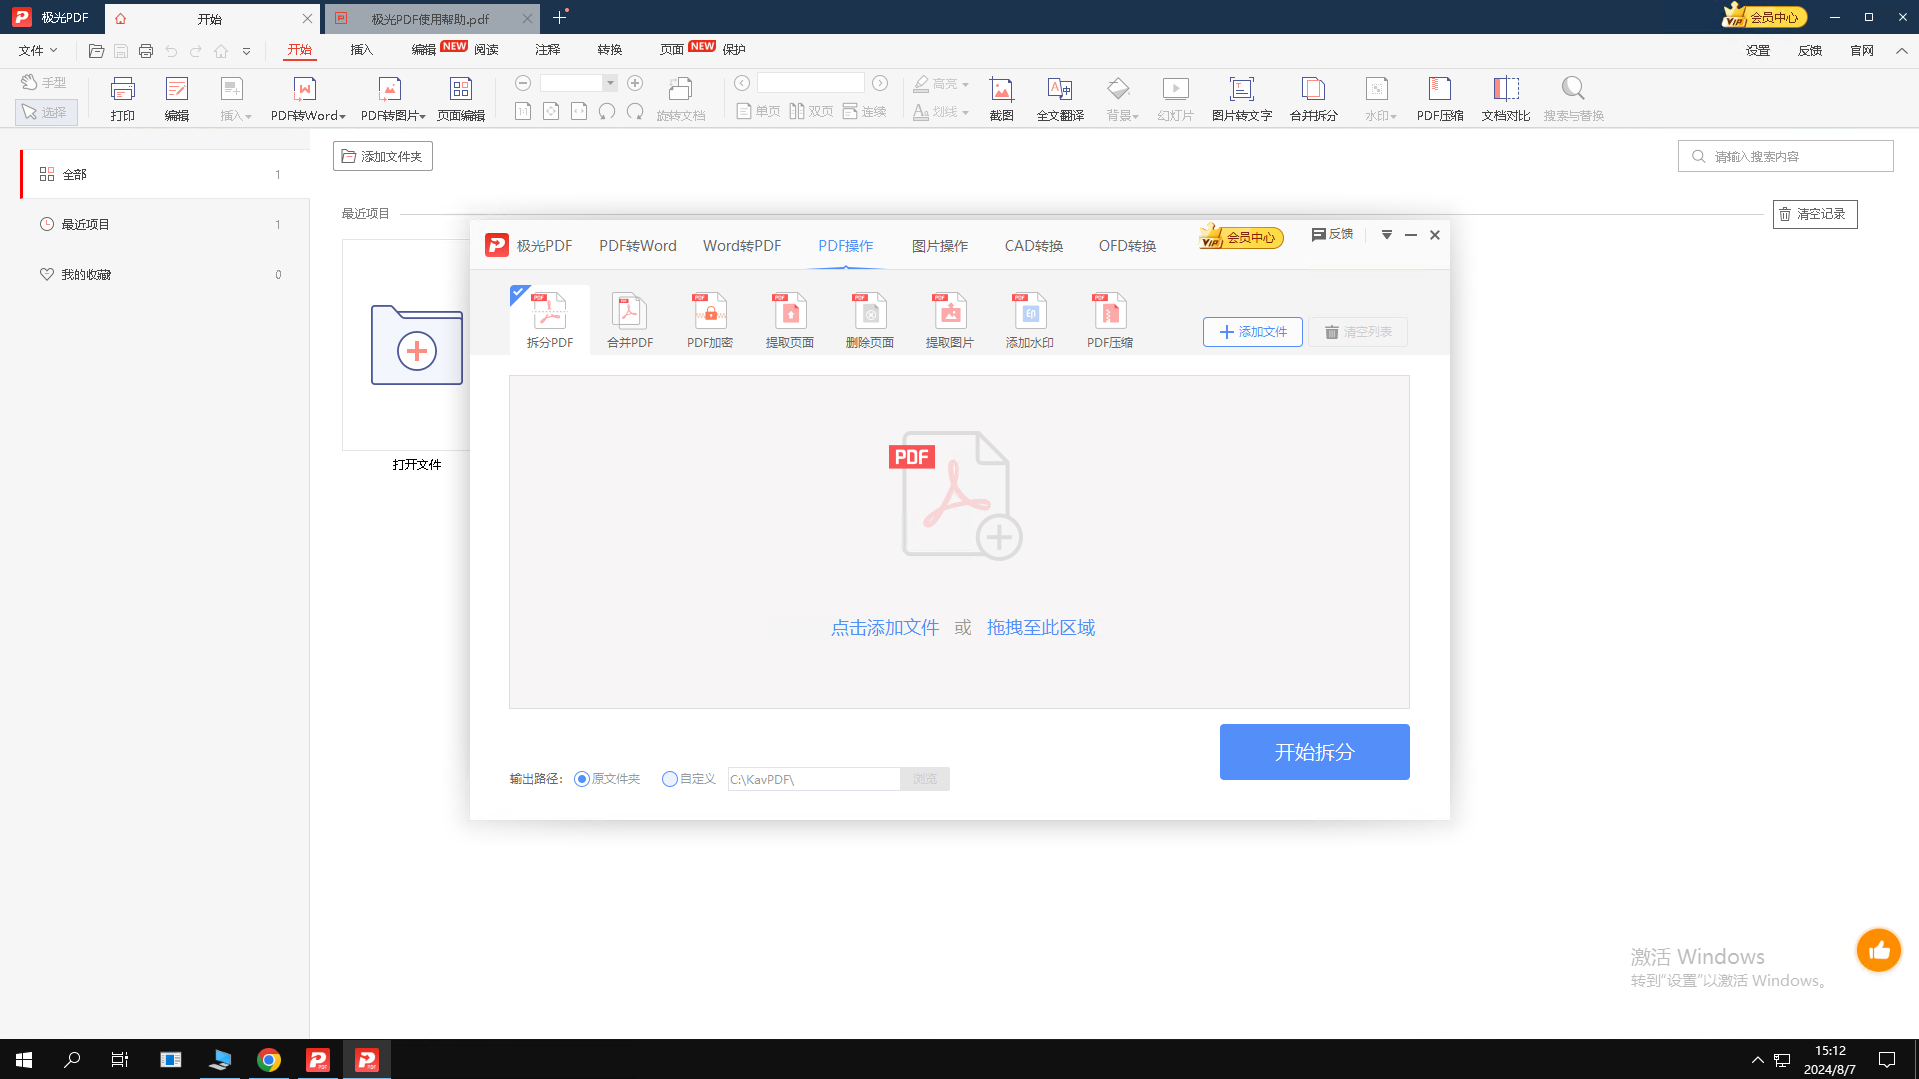 极光PDF
开始
极光PDF使用帮助.pdf
会员中心
文件
开始
插入
编辑
NEW
阅读
注释
转换
页面
NEW
保护
设置
反馈
官网
手型
选择
打印
编辑
插入
PDF转Word
PDF转图片
页面编辑
旋转文档
单页
双页
连续
高亮
划线
截图
全文翻译
背景
幻灯片
图片转文字
合并拆分
水印
PDF压缩
文档对比
搜索与替换
全部
1
最近项目
1
我的收藏
0
添加文件夹
请输入搜索内容
最近项目
清空记录
打开文件
极光PDF
PDF转Word
Word转PDF
PDF操作
图片操作
CAD转换
OFD转换
VIP
会员中心
反馈
拆分PDF
合并PDF
PDF加密
提取页面
删除页面
提取图片
添加水印
PDF压缩
添加文件
清空列表
PDF
点击添加文件 或 拖拽至此区域
输出路径:
原文件夹
自定义
C:\KavPDF\
浏览
开始拆分
激活 Windows
转到"设置"以激活 Windows。
15:12
2024/8/7